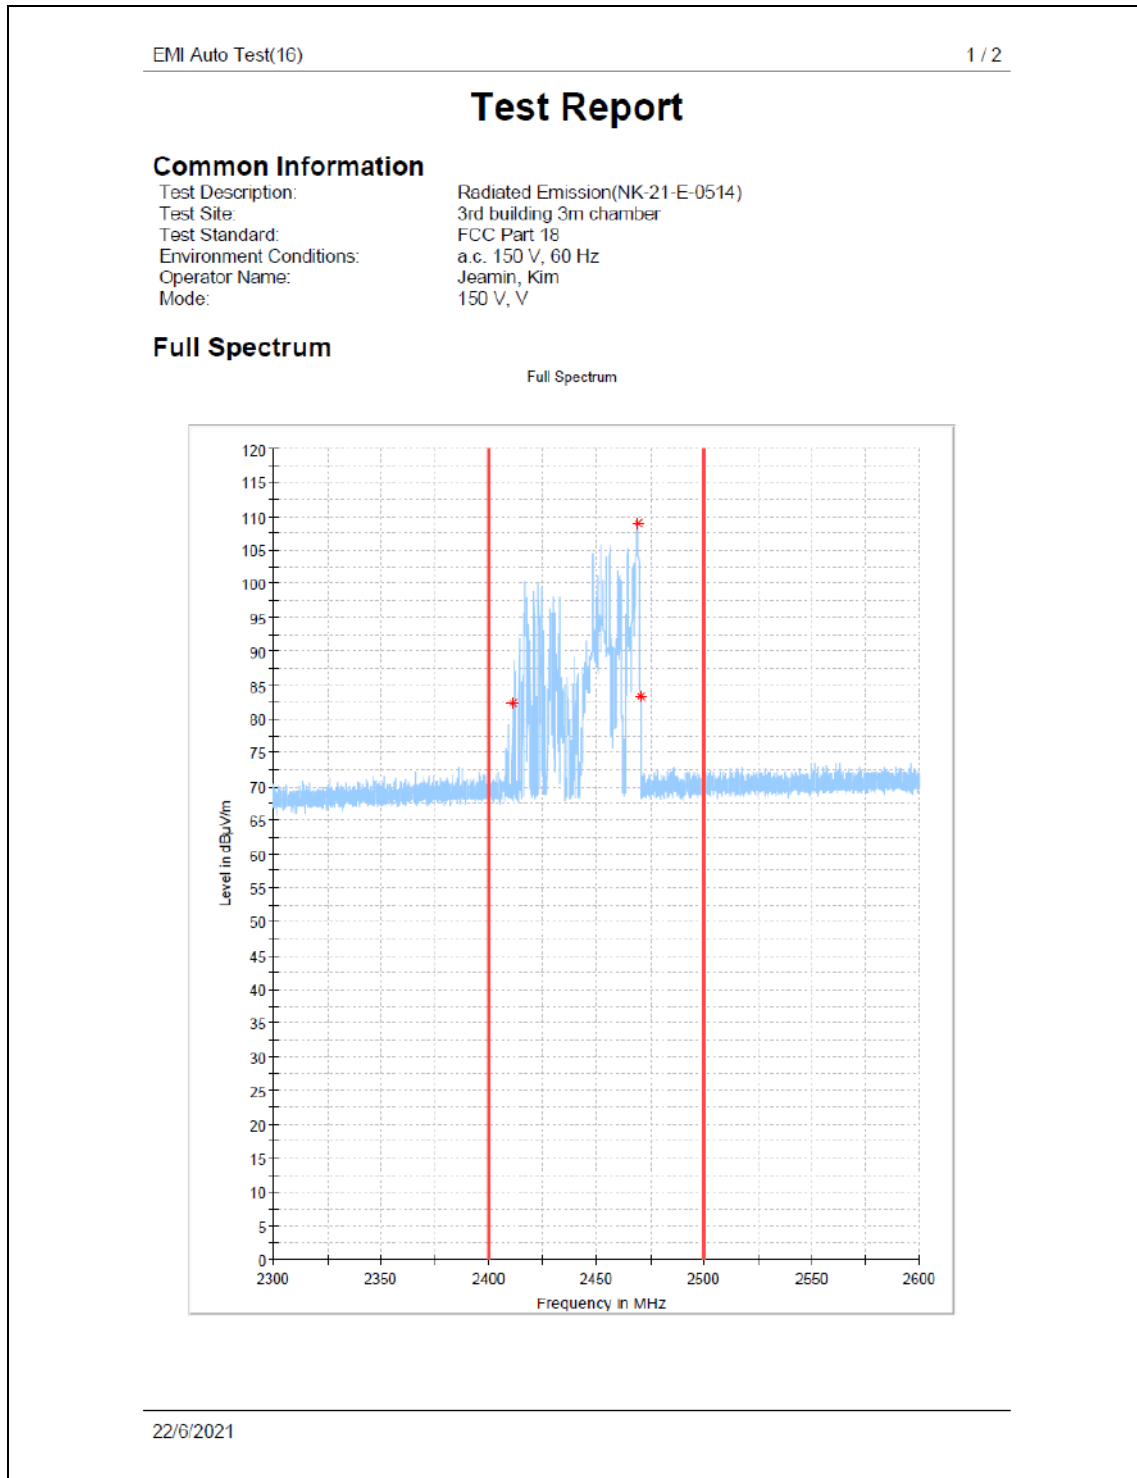 EMI Auto Test(16) 1 / 2
Test Report
Common Information
Test Description: Radiated Emission(NK-21-E-0514)
Test Site: 3rd building 3m chamber
Test Standard: FCC Part 18
Environment Conditions: a.c. 150 V, 60 Hz
Operator Name: Jeamin, Kim
Mode: 150 V, V
Full Spectrum
Full Spectrum
120
115
110
105
100
95
90
85
80
75
70
65
60
55
50
45
40
35
30
25
20
15
10
5
0
Level in dBµV/m
2300 2350 2400 2450 2500 2550 2600
Frequency in MHz
22/6/2021